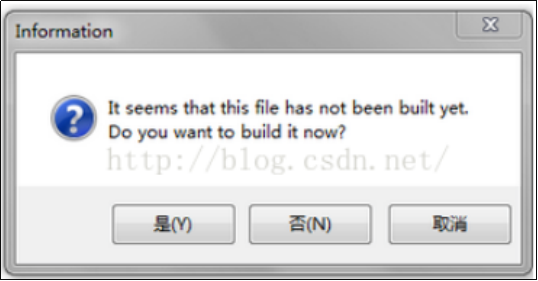 Information
It seems that this file has not been built yet.
Do you want to build it now?
http://blog.csdn.net/
是(Y) 否(N) 取消